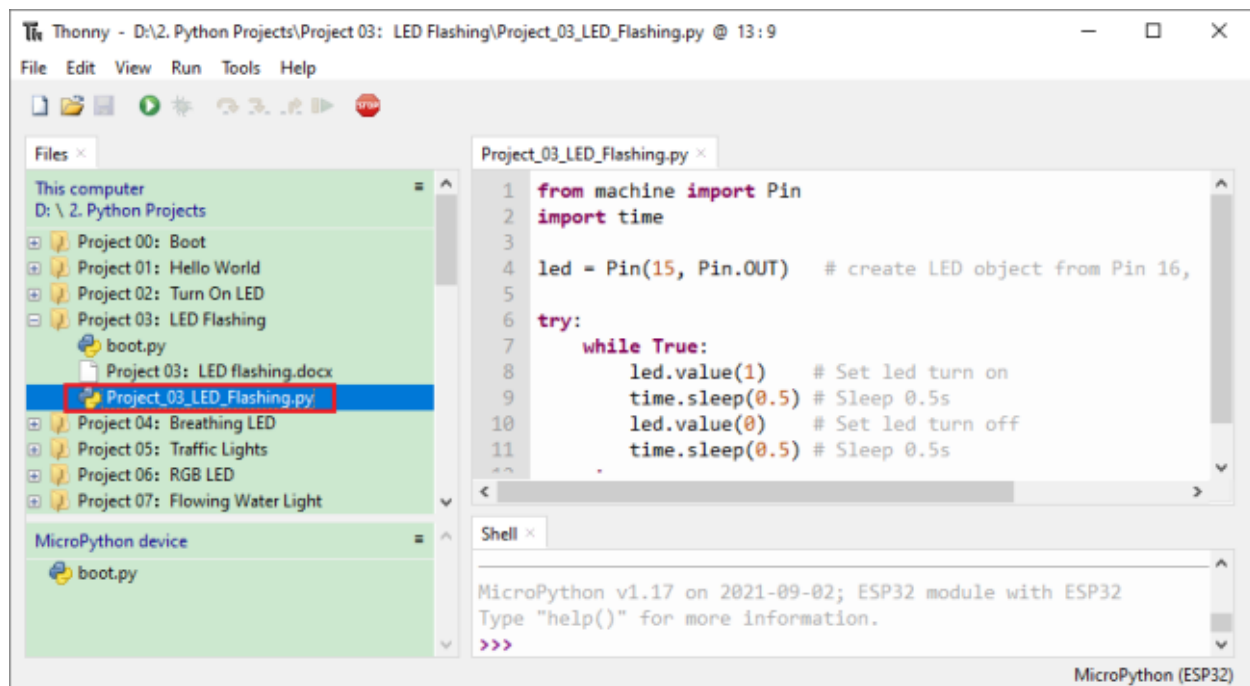 Thonny - D:\2. Python Projects\Project 03: LED Flashing\Project_03_LED_Flashing.py @ 13:9
File Edit View Run Tools Help
STOP
Files
This computer
D: \ 2. Python Projects
Project 00: Boot
Project 01: Hello World
Project 02: Turn On LED
Project 03: LED Flashing
boot.py
Project 03: LED flashing.docx
Project_03_LED_Flashing.py
Project 04: Breathing LED
Project 05: Traffic Lights
Project 06: RGB LED
Project 07: Flowing Water Light
MicroPython device
boot.py
Project_03_LED_Flashing.py
1 from machine import Pin
2 import time
3
4 led = Pin(15, Pin.OUT)   # create LED object from Pin 16,
5
6 try:
7     while True:
8         led.value(1)    # Set led turn on
9         time.sleep(0.5) # Sleep 0.5s
10         led.value(0)    # Set led turn off
11         time.sleep(0.5) # Sleep 0.5s
Shell
MicroPython v1.17 on 2021-09-02; ESP32 module with ESP32
Type "help()" for more information.
>>>
MicroPython (ESP32)